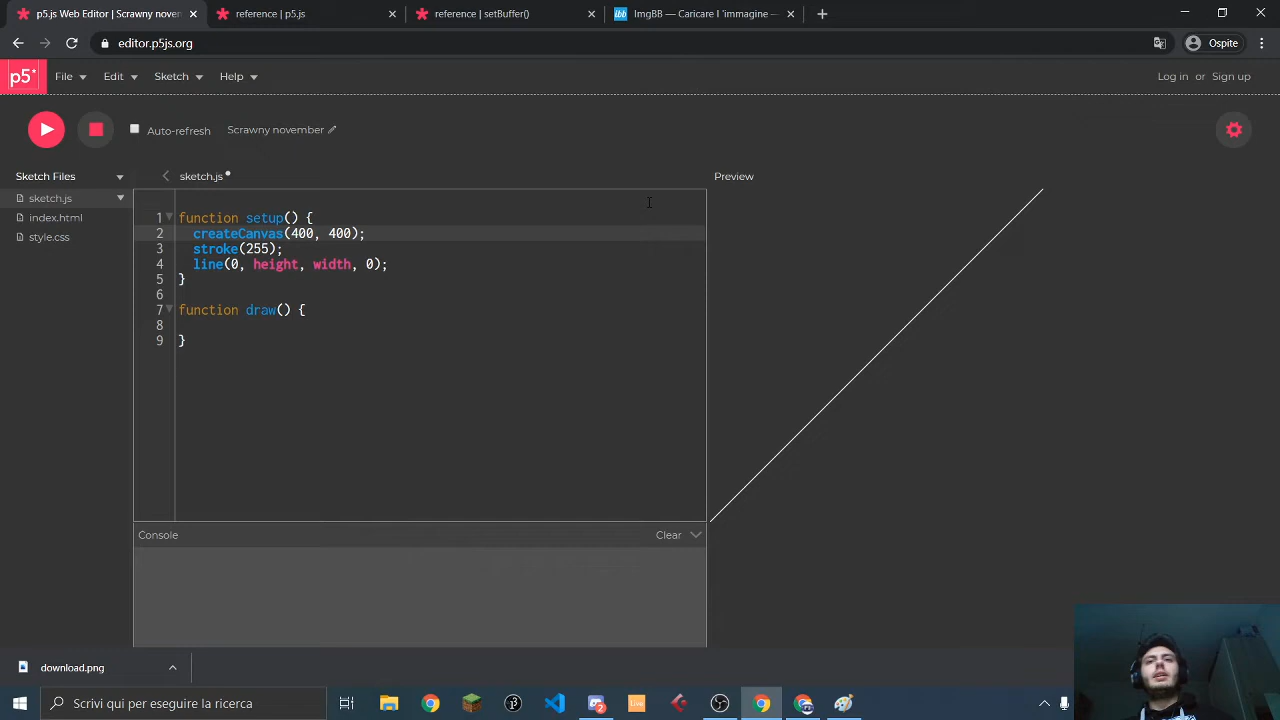 p5.js Web Editor | Scrawny noven
reference | p5.js
reference | setBuffer()
ImgBB — Caricare l 'immagine —
editor.p5js.org
Ospite
p5*
File Edit Sketch Help
Log in or Sign up
Auto-refresh
Scrawny november
Sketch Files
sketch.js
Preview
sketch.js
index.html
style.css
1 function setup() {
2 createCanvas(400, 400);
3 stroke(255);
4 line(0, height, width, 0);
5 }
6
7 function draw() {
8
9 }
Console
Clear
download.png
Scrivi qui per eseguire la ricerca
Live